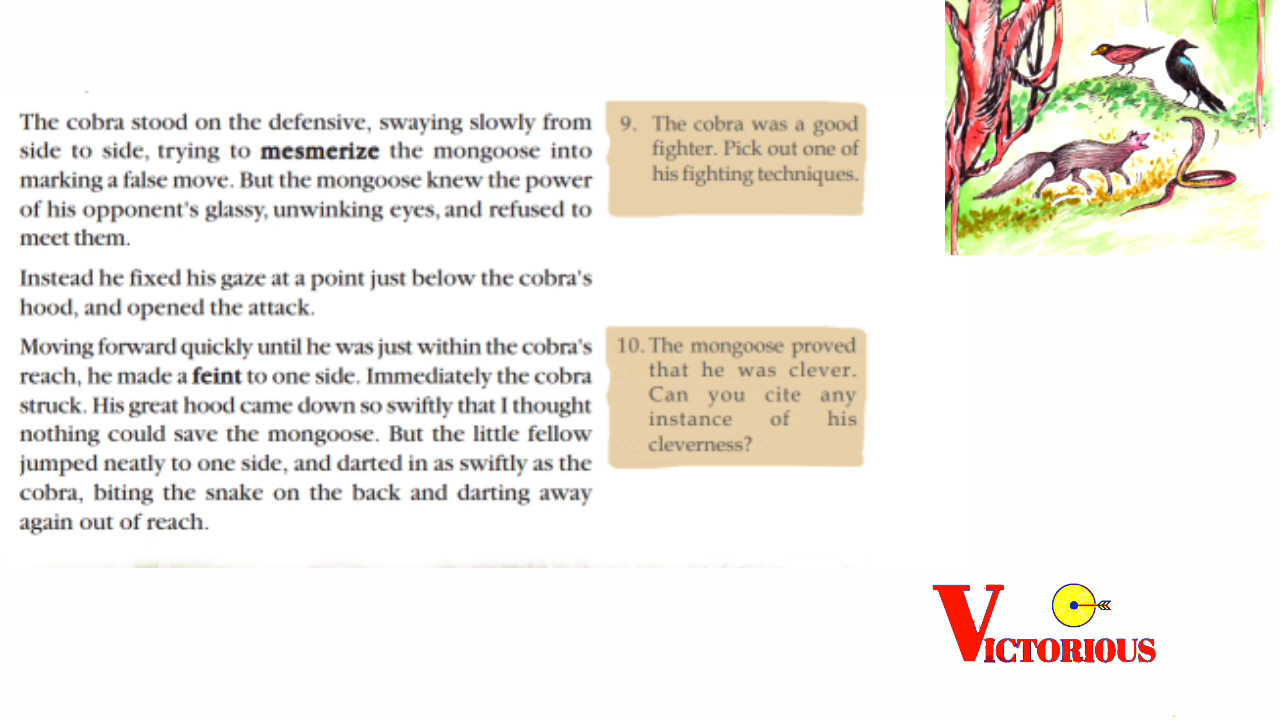 The cobra stood on the defensive, swaying slowly from
side to side, trying to mesmerize the mongoose into
marking a false move. But the mongoose knew the power
of his opponent's glassy, unwinking eyes, and refused to
meet them.
Instead he fixed his gaze at a point just below the cobra's
hood, and opened the attack.
Moving forward quickly until he was just within the cobra's
reach, he made a feint to one side. Immediately the cobra
struck. His great hood came down so swiftly that I thought
nothing could save the mongoose. But the little fellow
jumped neatly to one side, and darted in as swiftly as the
cobra, biting the snake on the back and darting away
again out of reach.
9. The cobra was a good
fighter. Pick out one of
his fighting techniques.
10. The mongoose proved
that he was clever.
Can you cite any
instance of his
cleverness?
VICTORIOUS